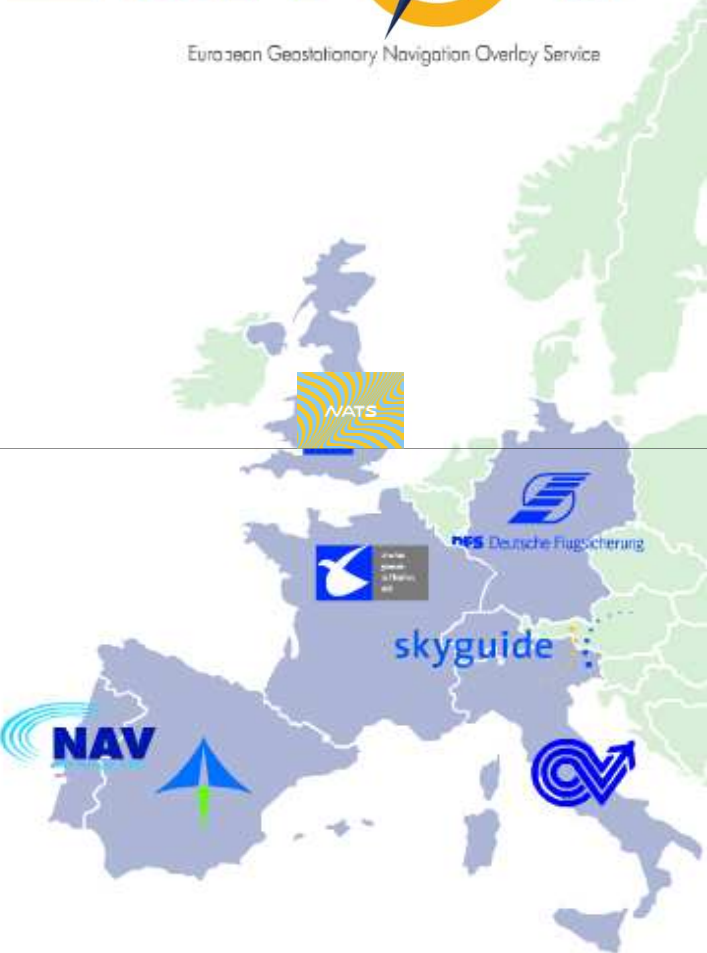 European Geostationary Navigation Overlay Service
NATS
DFS Deutsche Flugsicherung
skyguide
NAV